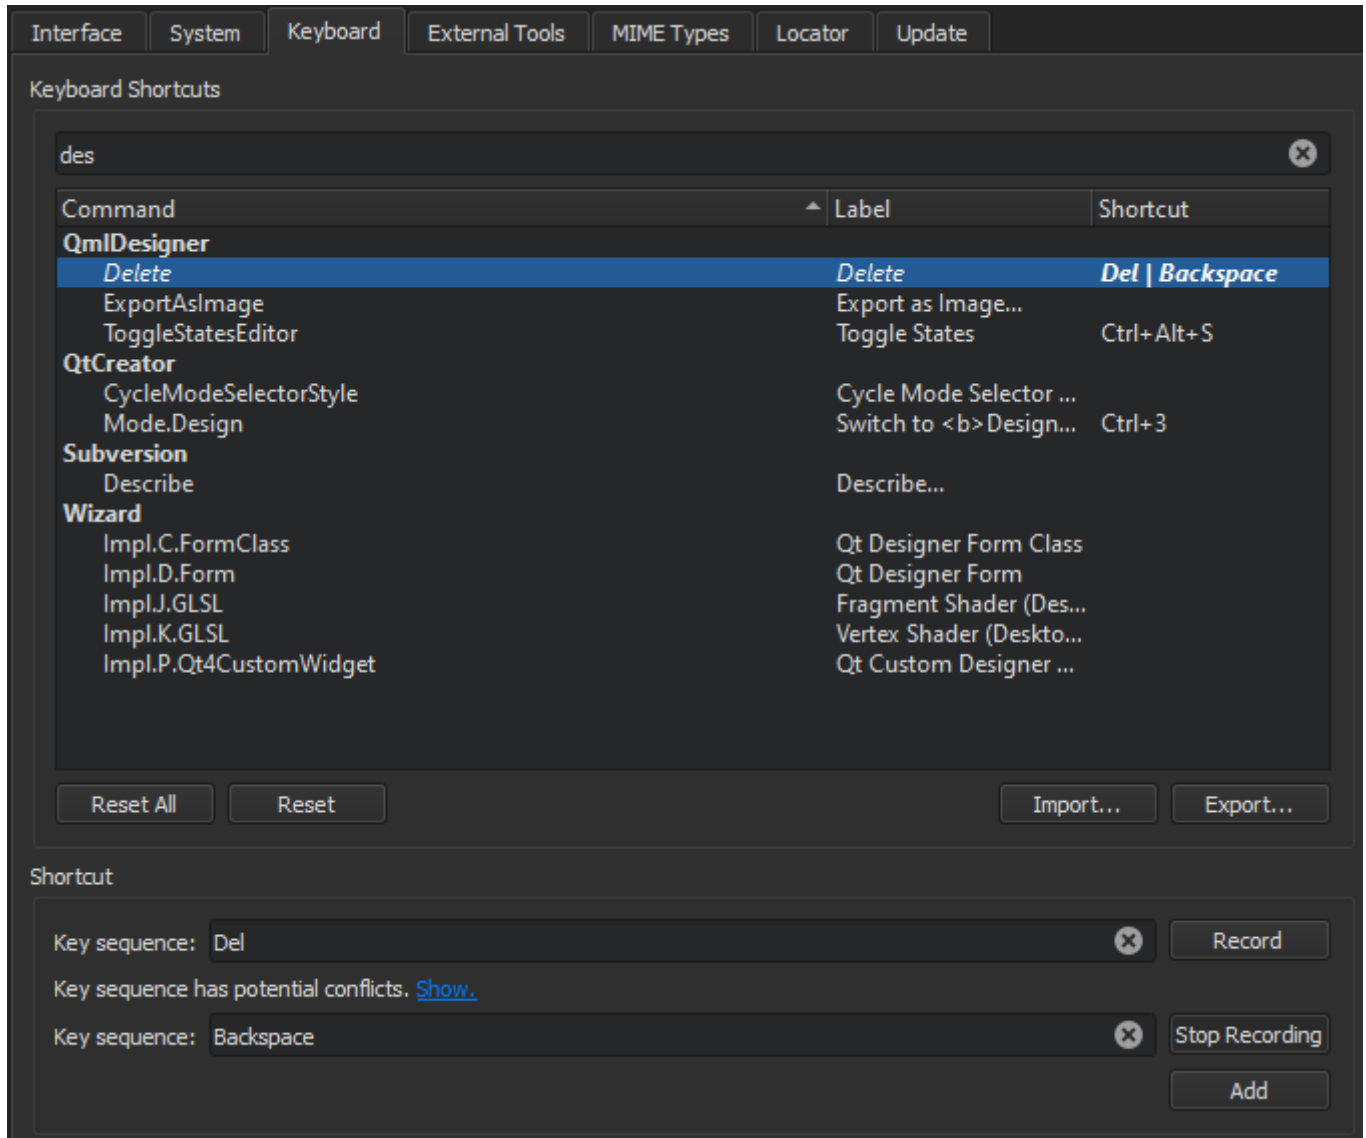 Interface System Keyboard External Tools MIME Types Locator Update
Keyboard Shortcuts
des
Command Label Shortcut
QmlDesigner
Delete Delete Del | Backspace
ExportAsImage Export as Image...
ToggleStatesEditor Toggle States Ctrl+Alt+S
QtCreator
CycleModeSelectorStyle Cycle Mode Selector ...
Mode.Design Switch to <b>Design... Ctrl+3
Subversion
Describe Describe...
Wizard
Impl.C.FormClass Qt Designer Form Class
Impl.D.Form Qt Designer Form
Impl.J.GLSL Fragment Shader (Des...
Impl.K.GLSL Vertex Shader (Deskto...
Impl.P.Qt4CustomWidget Qt Custom Designer ...
Reset All Reset Import... Export...
Shortcut
Key sequence: Del Record
Key sequence has potential conflicts. Show.
Key sequence: Backspace Stop Recording
Add